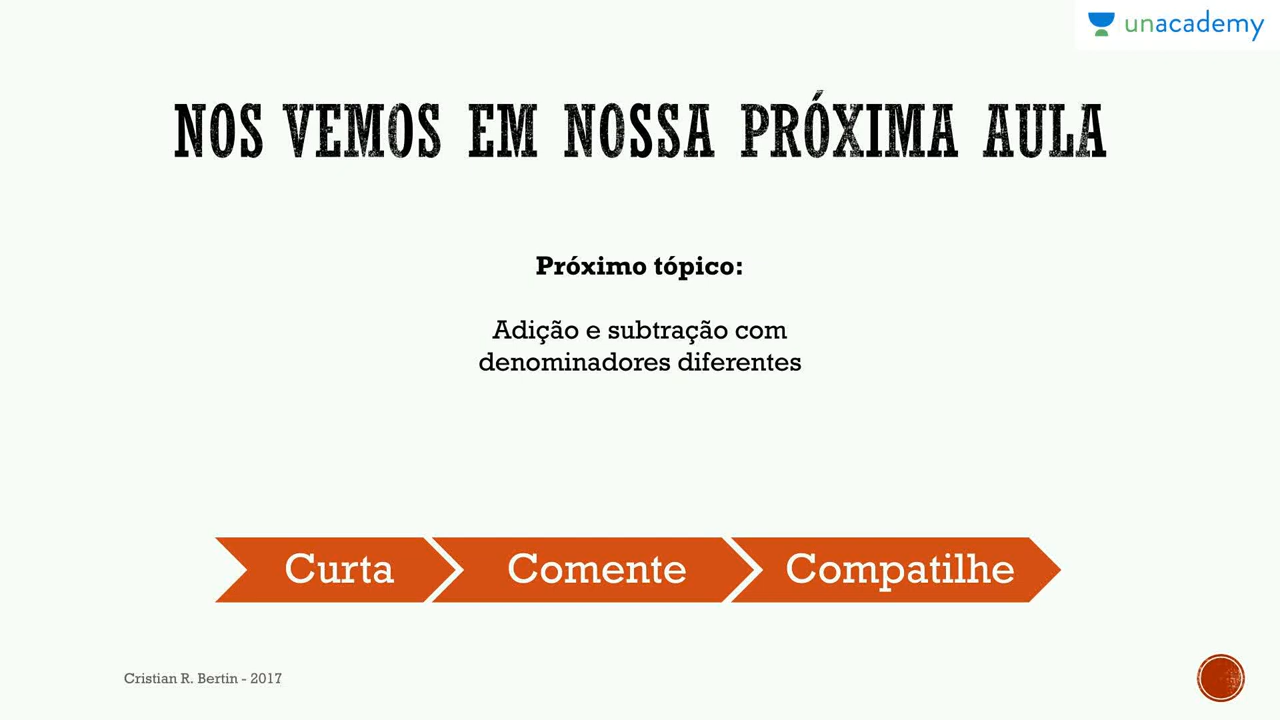 unacademy
NOS VEMOS EM NOSSA PRÓXIMA AULA
Próximo tópico:
Adição e subtração com
denominadores diferentes
Curta
Comente
Compatilhe
Cristian R. Bertin - 2017